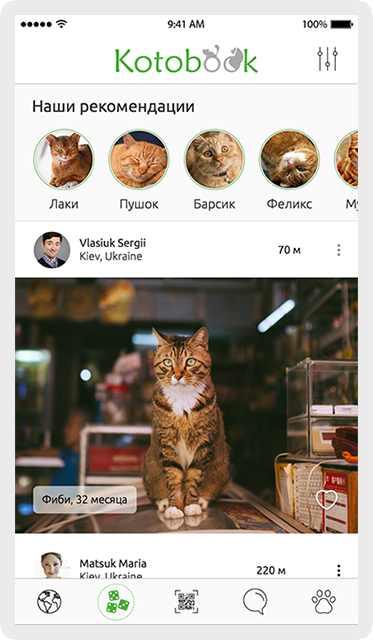 9:41 AM
100%
Kotobook
Наши рекомендации
Лаки
Пушок
Барсик
Феликс
Vlasiuk Sergii
70 м
Kiev, Ukraine
Фиби, 32 месяца
Matsuk Maria
220 м
Kiev, Ukraine